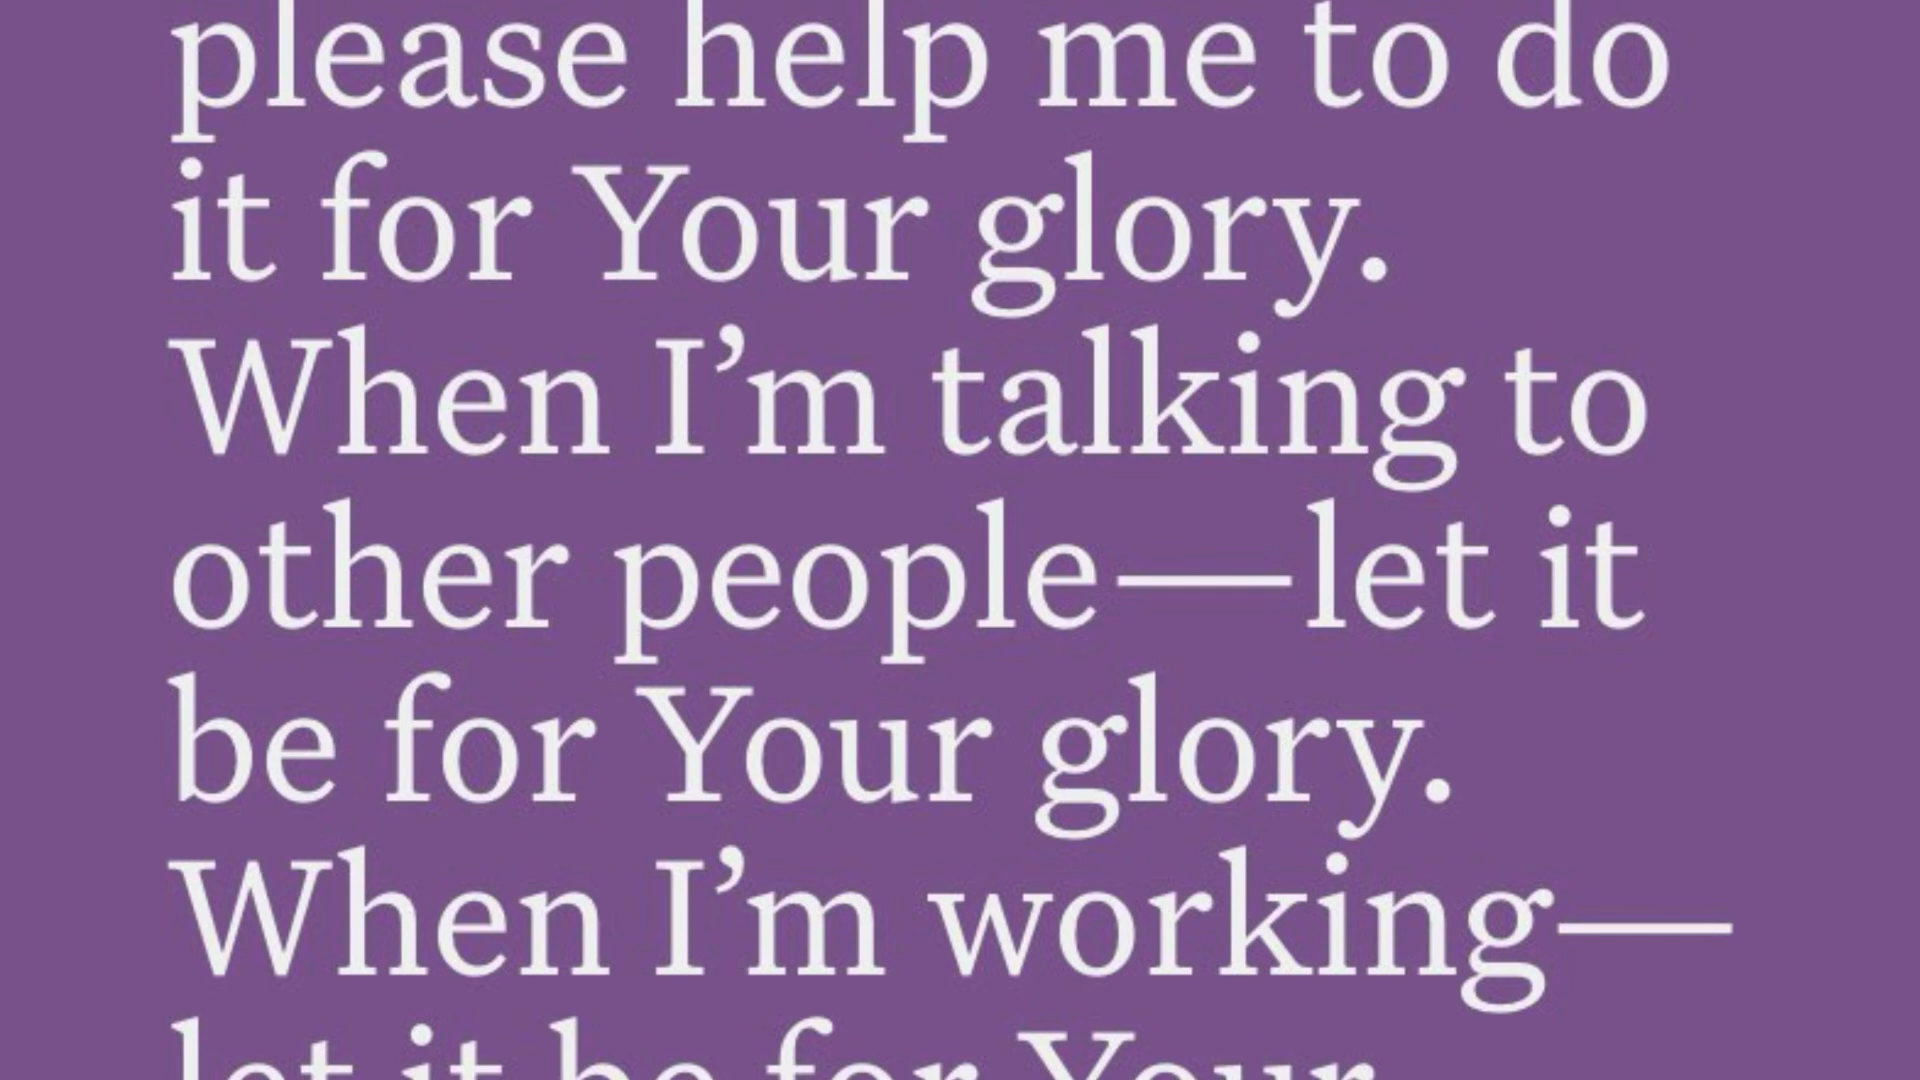 please help me to do
it for Your glory.
When I’m talking to
other people—let it
be for Your glory.
When I’m working—
let it be for Your